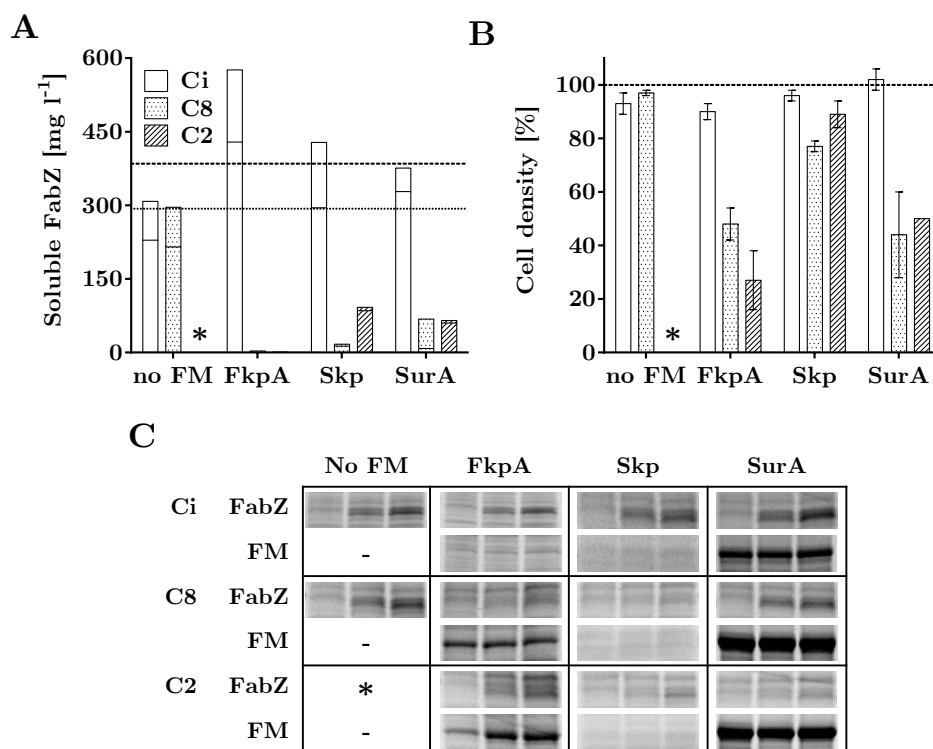 A
Soluble FabZ [mg l⁻¹]
600
450
300
150
0
Ci
C8
C2
*
no FM FkpA Skp SurA
B
Cell density [%]
100
80
60
40
20
0
*
no FM FkpA Skp SurA
C
No FM FkpA Skp SurA
Ci FabZ
FM -
C8 FabZ
FM -
C2 FabZ *
FM -